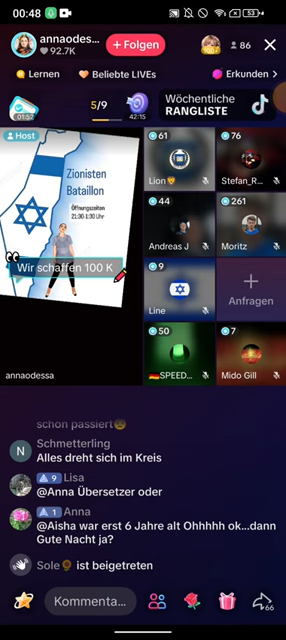 00:48
53
annaodes...
92.7K
+ Folgen
86
Lernen
Beliebte LIVEs
Erkunden >
01:52
5/9
42:15
Wöchentliche
RANGLISTE
Host
Zionisten
Bataillon
Öffnungszeiten
21:30-1:00 Uhr
Wir schaffen 100 K
annaodessa
61
Lion
76
Stefan_R...
44
Andreas J
261
Moritz
9
Line
+
Anfragen
50
SPEED...
7
Mido Gill
schon passiert
N
Schmetterling
Alles dreht sich im Kreis
9 Lisa
@Anna Übersetzer oder
1 Anna
@Aisha war erst 6 Jahre alt Ohhhhh ok...dann
Gute Nacht ja?
Sole ist beigetreten
Kommenta...
66